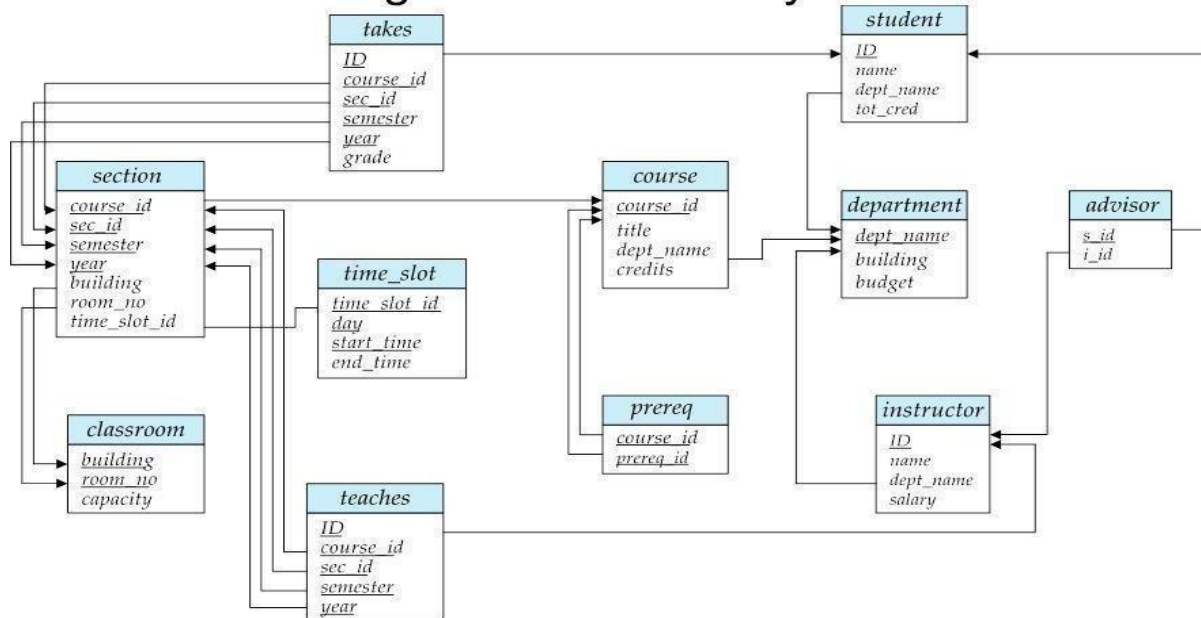 takes
ID
course_id
sec_id
semester
year
grade
student
ID
name
dept_name
tot_cred
section
course_id
sec_id
semester
year
building
room_no
time_slot_id
time_slot
time_slot_id
day
start_time
end_time
course
course_id
title
dept_name
credits
department
dept_name
building
budget
advisor
s_id
i_id
classroom
building
room_no
capacity
prereq
course_id
prereq_id
instructor
ID
name
dept_name
salary
teaches
ID
course_id
sec_id
semester
year